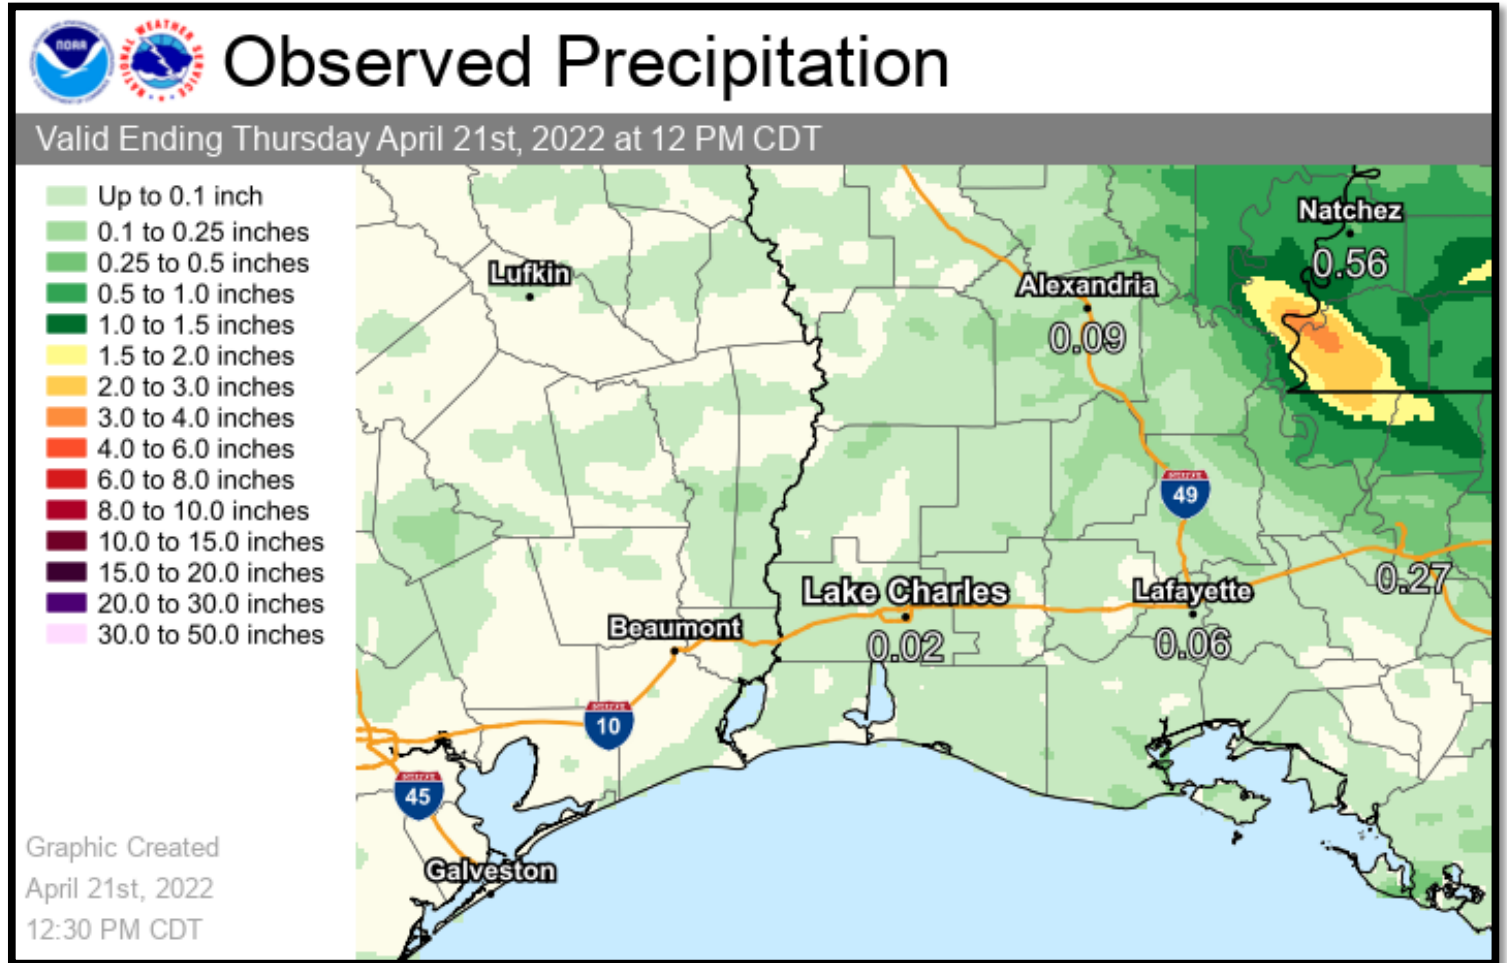 NOAA
NATIONAL WEATHER SERVICE
Observed Precipitation
Valid Ending Thursday April 21st, 2022 at 12 PM CDT
Up to 0.1 inch
0.1 to 0.25 inches
0.25 to 0.5 inches
0.5 to 1.0 inches
1.0 to 1.5 inches
1.5 to 2.0 inches
2.0 to 3.0 inches
3.0 to 4.0 inches
4.0 to 6.0 inches
6.0 to 8.0 inches
8.0 to 10.0 inches
10.0 to 15.0 inches
15.0 to 20.0 inches
20.0 to 30.0 inches
30.0 to 50.0 inches
Graphic Created
April 21st, 2022
12:30 PM CDT
Natchez
0.56
Lufkin
Alexandria
0.09
49
0.27
Lake Charles
0.02
Lafayette
0.06
Beaumont
10
45
Galveston